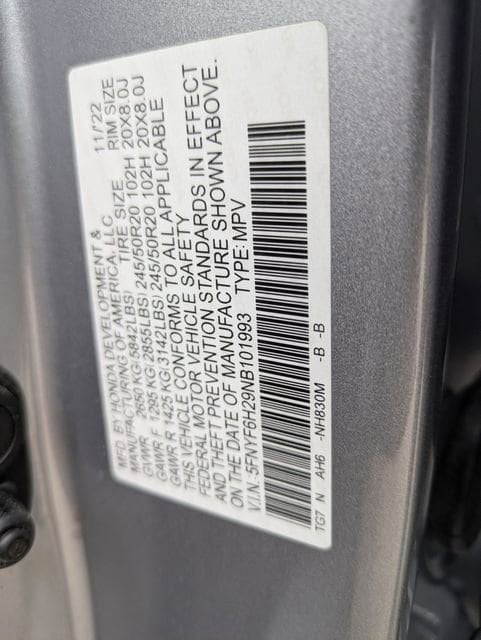 MFD. BY HONDA DEVELOPMENT & 11/'22
MANUFACTURING OF AMERICA, LLC
TIRE SIZE RIM SIZE
GVWR 2650 KG(5842LBS) 245/50R20 102H 20X8.0J
GAWR F 1295 KG(2855LBS) 245/50R20 102H 20X8.0J
GAWR R 1425 KG(3142LBS)
THIS VEHICLE CONFORMS TO ALL APPLICABLE
FEDERAL MOTOR VEHICLE SAFETY
AND THEFT PREVENTION STANDARDS IN EFFECT
ON THE DATE OF MANUFACTURE SHOWN ABOVE.
V.I.N.: 5FNYF6H29NB101993 TYPE: MPV
TG7 N AH6 -NH830M -B -B